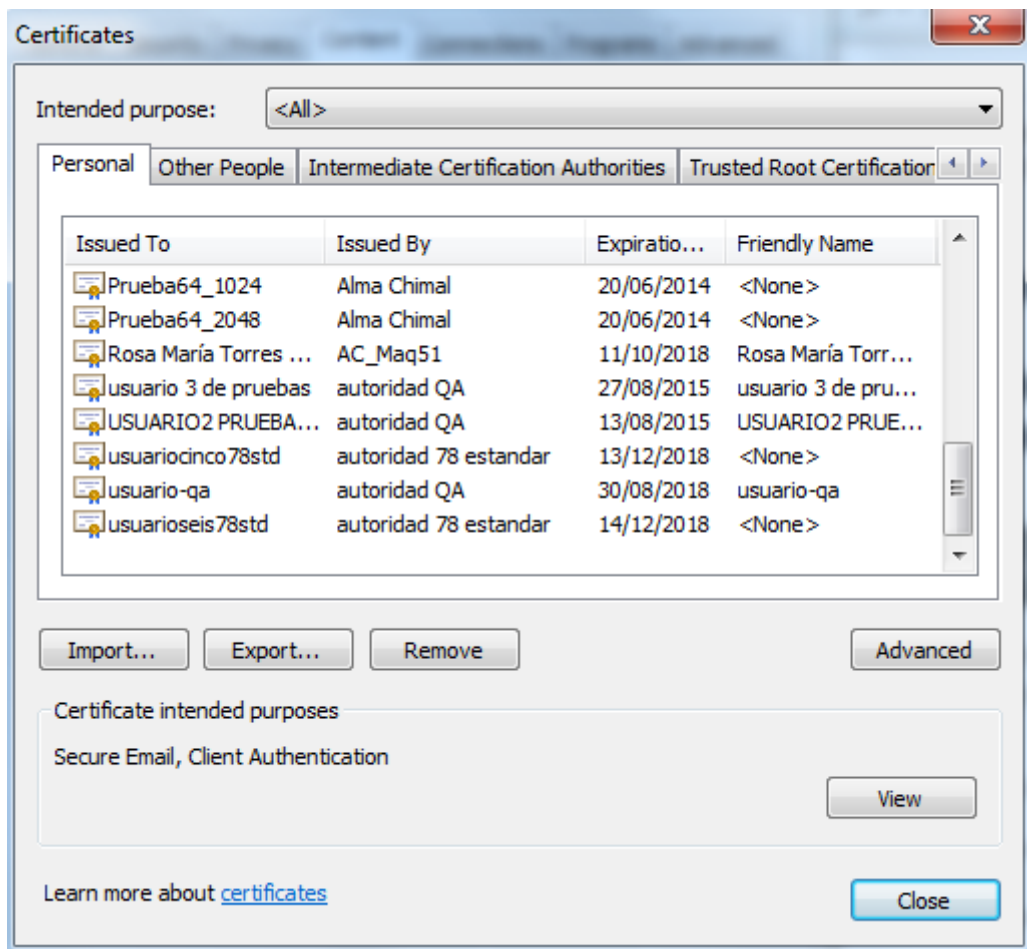 Certificates
Intended purpose: <All>
Personal Other People Intermediate Certification Authorities Trusted Root Certification
Issued To Issued By Expiratio... Friendly Name
Prueba64_1024 Alma Chimal 20/06/2014 <None>
Prueba64_2048 Alma Chimal 20/06/2014 <None>
Rosa María Torres ... AC_Maq51 11/10/2018 Rosa María Torr...
usuario 3 de pruebas autoridad QA 27/08/2015 usuario 3 de pru...
USUARIO2 PRUEBA... autoridad QA 13/08/2015 USUARIO2 PRUE...
usuariocinco78std autoridad 78 estandar 13/12/2018 <None>
usuario-qa autoridad QA 30/08/2018 usuario-qa
usuarioseis78std autoridad 78 estandar 14/12/2018 <None>
Import... Export... Remove Advanced
Certificate intended purposes
Secure Email, Client Authentication
View
Learn more about certificates
Close